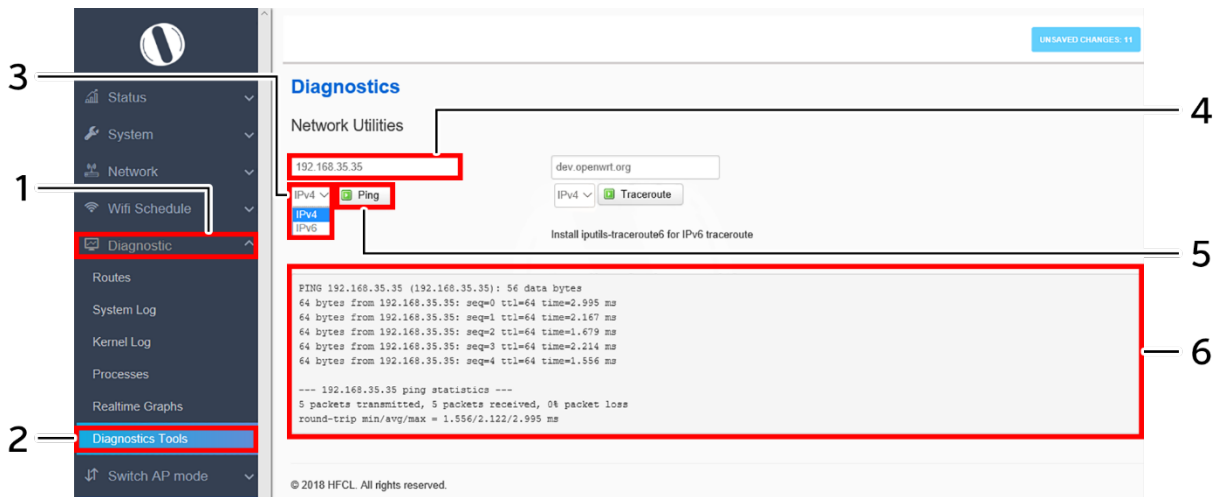 UNSAVED CHANGES: 11
3
Status
Diagnostics
4
System
Network Utilities
Network
192.168.35.35
dev.openwrt.org
1
IPv4
Ping
IPv4
Traceroute
Wifi Schedule
IPv4
IPv6
Install iputils-traceroute6 for IPv6 traceroute
Diagnostic
5
Routes
System Log
Kernel Log
Processes
Realtime Graphs
2
Diagnostics Tools
Switch AP mode
PING 192.168.35.35 (192.168.35.35): 56 data bytes
64 bytes from 192.168.35.35: seq=0 ttl=64 time=2.995 ms
64 bytes from 192.168.35.35: seq=1 ttl=64 time=2.167 ms
64 bytes from 192.168.35.35: seq=2 ttl=64 time=1.679 ms
64 bytes from 192.168.35.35: seq=3 ttl=64 time=2.214 ms
64 bytes from 192.168.35.35: seq=4 ttl=64 time=1.556 ms
6
--- 192.168.35.35 ping statistics ---
5 packets transmitted, 5 packets received, 0% packet loss
round-trip min/avg/max = 1.556/2.122/2.995 ms
© 2018 HFCL. All rights reserved.